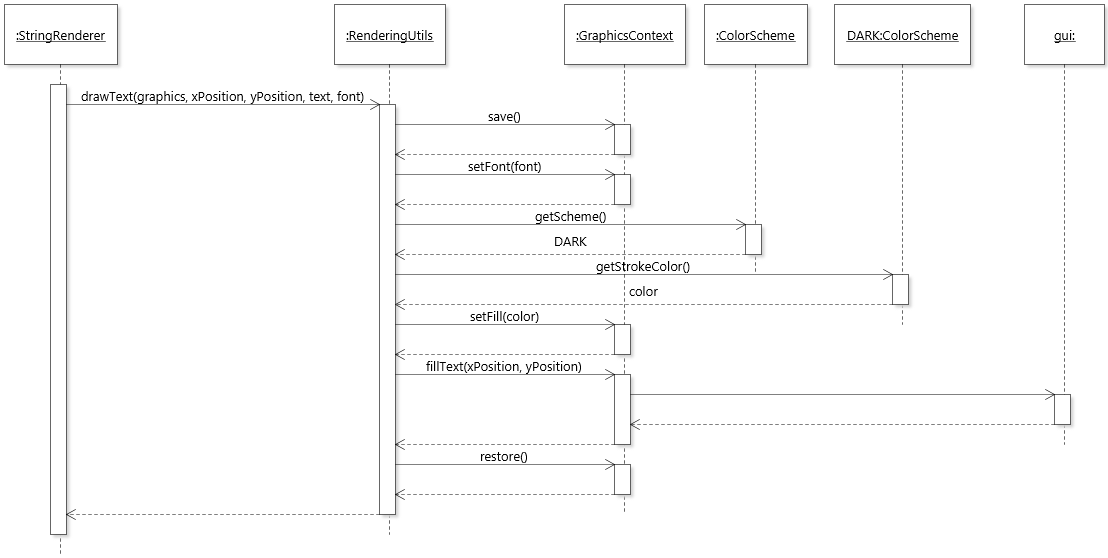 :StringRenderer
:RenderingUtils
:GraphicsContext
:ColorScheme
DARK:ColorScheme
gui:
drawText(graphics, xPosition, yPosition, text, font)
save()
setFont(font)
getScheme()
DARK
getStrokeColor()
color
setFill(color)
fillText(xPosition, yPosition)
restore()